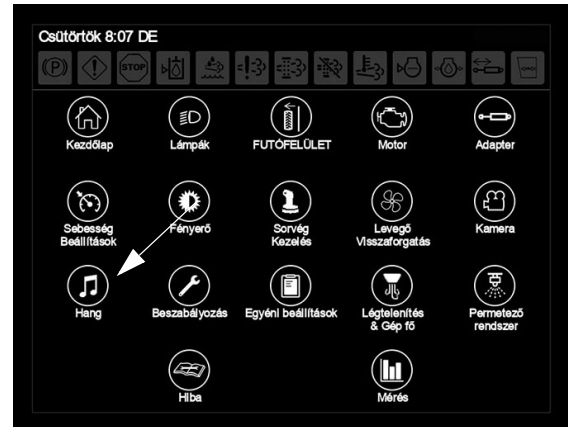 Csütörtök 8:07 DE
(P) STOP
Kezdőlap Lámpák FUTÓFELÜLET Motor Adapter
Sebesség Fényerő Sorvég Levegő Kamera
Beállítások Kezelés Visszaforgatás
Hang Beszabályozás Egyéni beállítások Légtelenítés Permetező
& Gép fő rendszer
Hiba Mérés